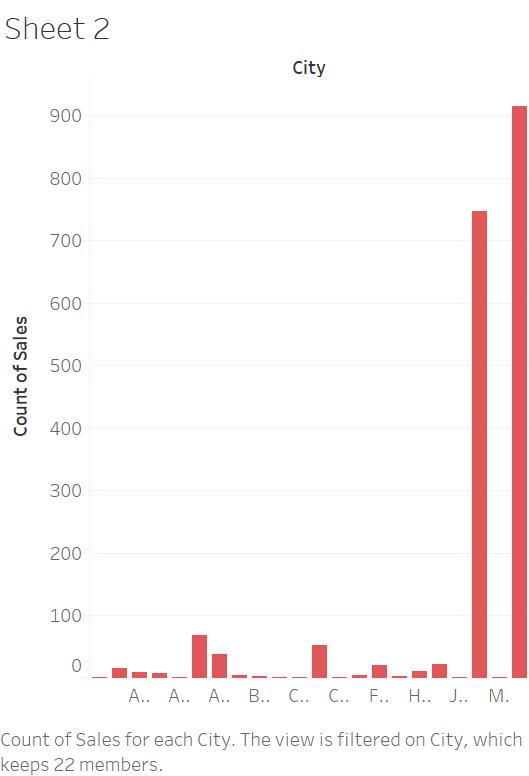 Sheet 2
City
900
800
700
600
500
400
300
200
100
0
Count of Sales
A.. A.. A.. B.. C.. C.. F.. H.. J.. M.
Count of Sales for each City. The view is filtered on City, which
keeps 22 members.